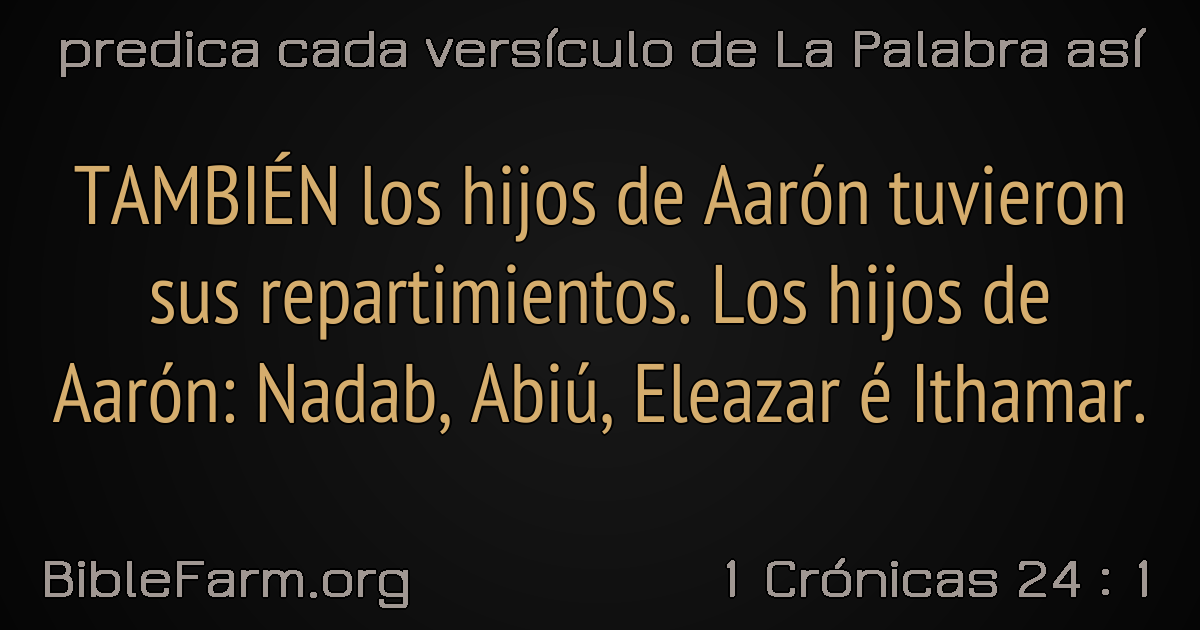 predica cada versículo de La Palabra así
TAMBIÉN los hijos de Aarón tuvieron
sus repartimientos. Los hijos de
Aarón: Nadab, Abiú, Eleazar é Ithamar.
BibleFarm.org
1 Crónicas 24 : 1